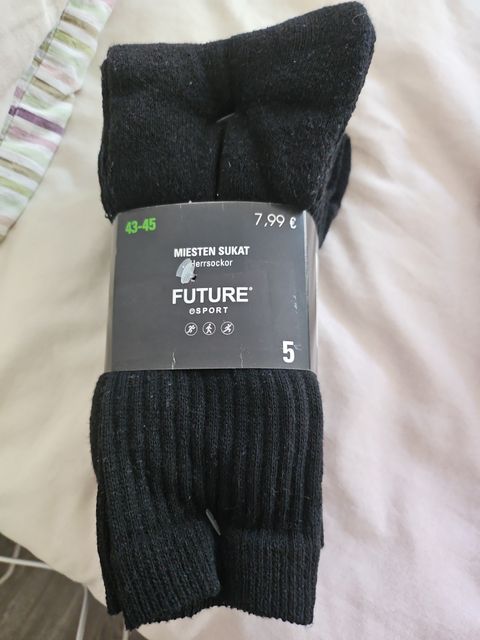 43-45
7,99 €
MIESTEN SUKAT
Herrsockor
FUTURE®
eSPORT
5